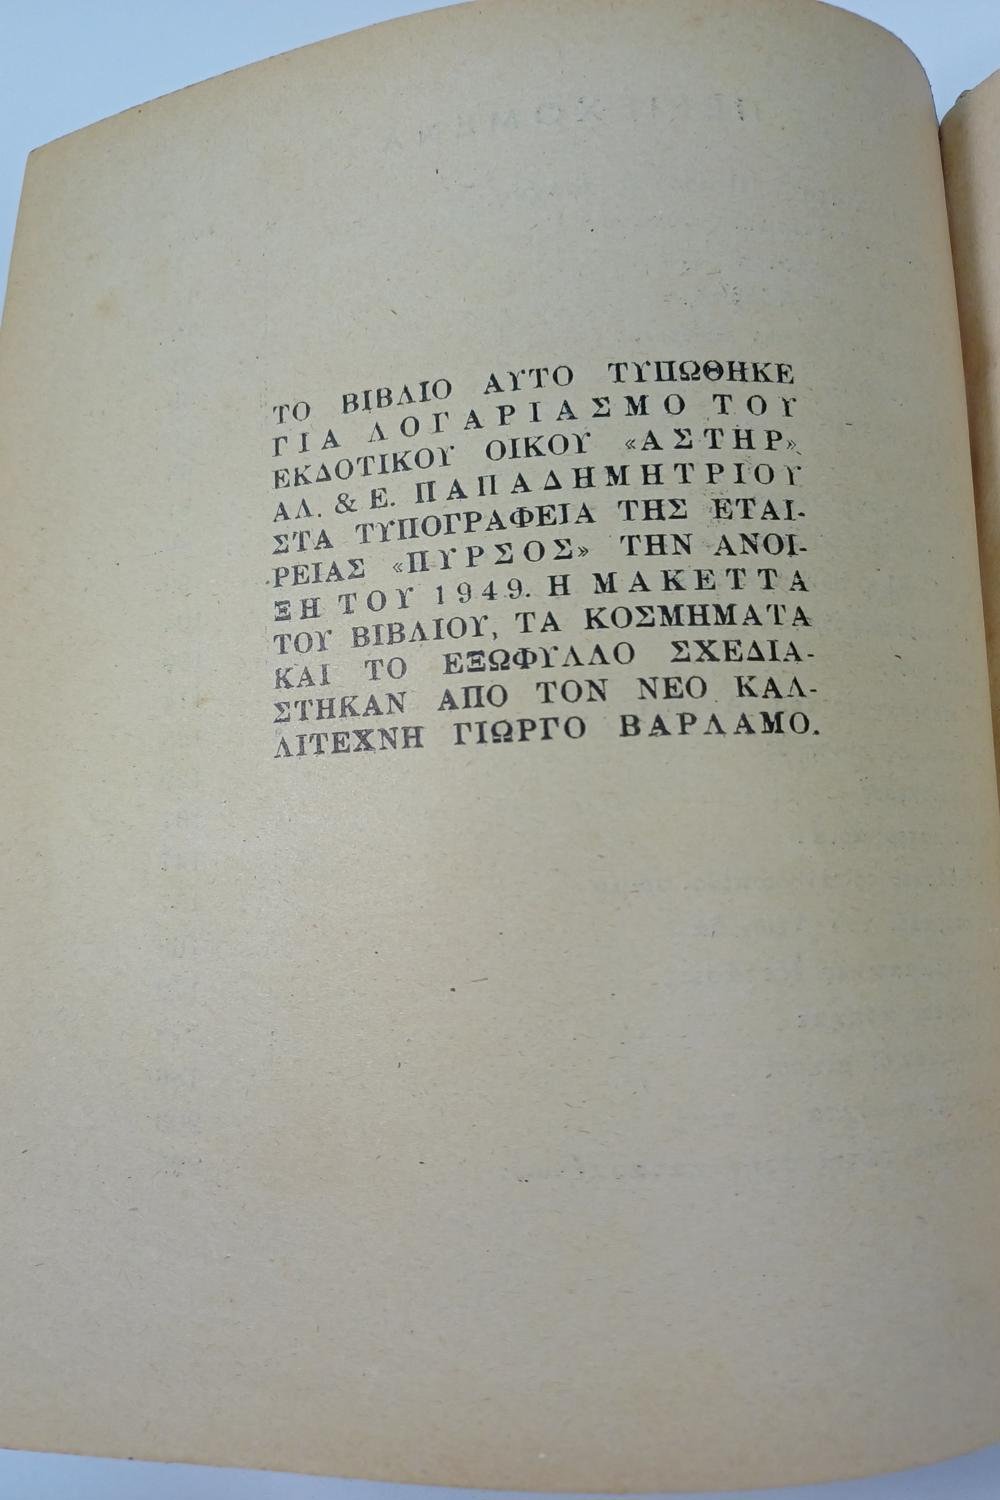 ΤΟ ΒΙΒΛΙΟ ΑΥΤΟ ΤΥΠΩΘΗΚΕ
ΓΙΑ ΛΟΓΑΡΙΑΣΜΟ ΤΟΥ
ΕΚΔΟΤΙΚΟΥ ΟΙΚΟΥ «ΑΣΤΗΡ»
ΑΛ. & Ε. ΠΑΠΑΔΗΜΗΤΡΙΟΥ
ΣΤΑ ΤΥΠΟΓΡΑΦΕΙΑ ΤΗΣ ΕΤΑΙ-
ΡΕΙΑΣ «ΠΥΡΣΟΣ» ΤΗΝ ΑΝΟΙ-
ΞΗ ΤΟΥ 1949. Η ΜΑΚΕΤΤΑ
ΤΟΥ ΒΙΒΛΙΟΥ, ΤΑ ΚΟΣΜΗΜΑΤΑ
ΚΑΙ ΤΟ ΕΞΩΦΥΛΛΟ ΣΧΕΔΙΑ-
ΣΤΗΚΑΝ ΑΠΟ ΤΟΝ ΝΕΟ ΚΑΛ-
ΛΙΤΕΧΝΗ ΓΙΩΡΓΟ ΒΑΡΛΑΜΟ.